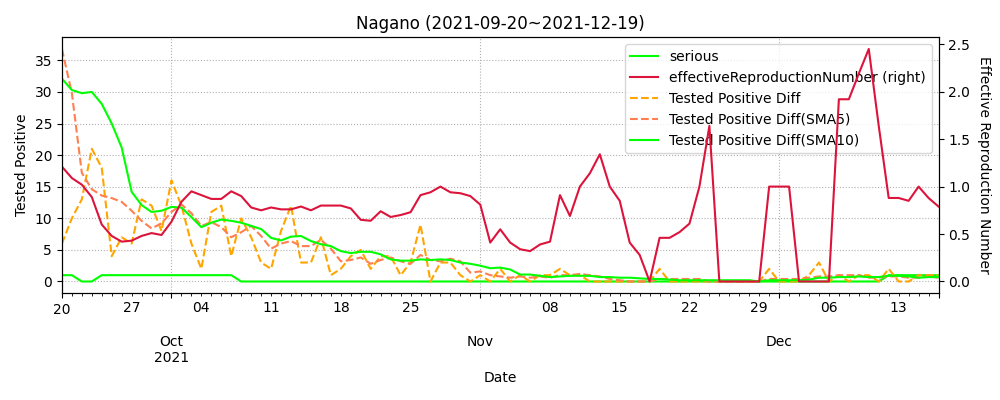 Nagano (2021-09-20~2021-12-19)
serious
effectiveReproductionNumber (right)
Tested Positive Diff
Tested Positive Diff(SMA5)
Tested Positive Diff(SMA10)
Tested Positive
35
30
25
20
15
10
5
0
2.5
2.0
1.5
1.0
0.5
0.0
Effective Reproduction Number
20 27 04 11 18 25 08 15 22 29 06 13
Oct Nov Dec
2021
Date